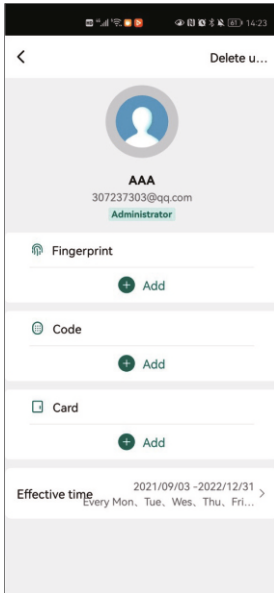 61 14:23
Delete u...
AAA
307237303@qq.com
Administrator
Fingerprint
Add
Code
Add
Card
Add
Effective time 2021/09/03 -2022/12/31
Every Mon、Tue、Wes、Thu、Fri...